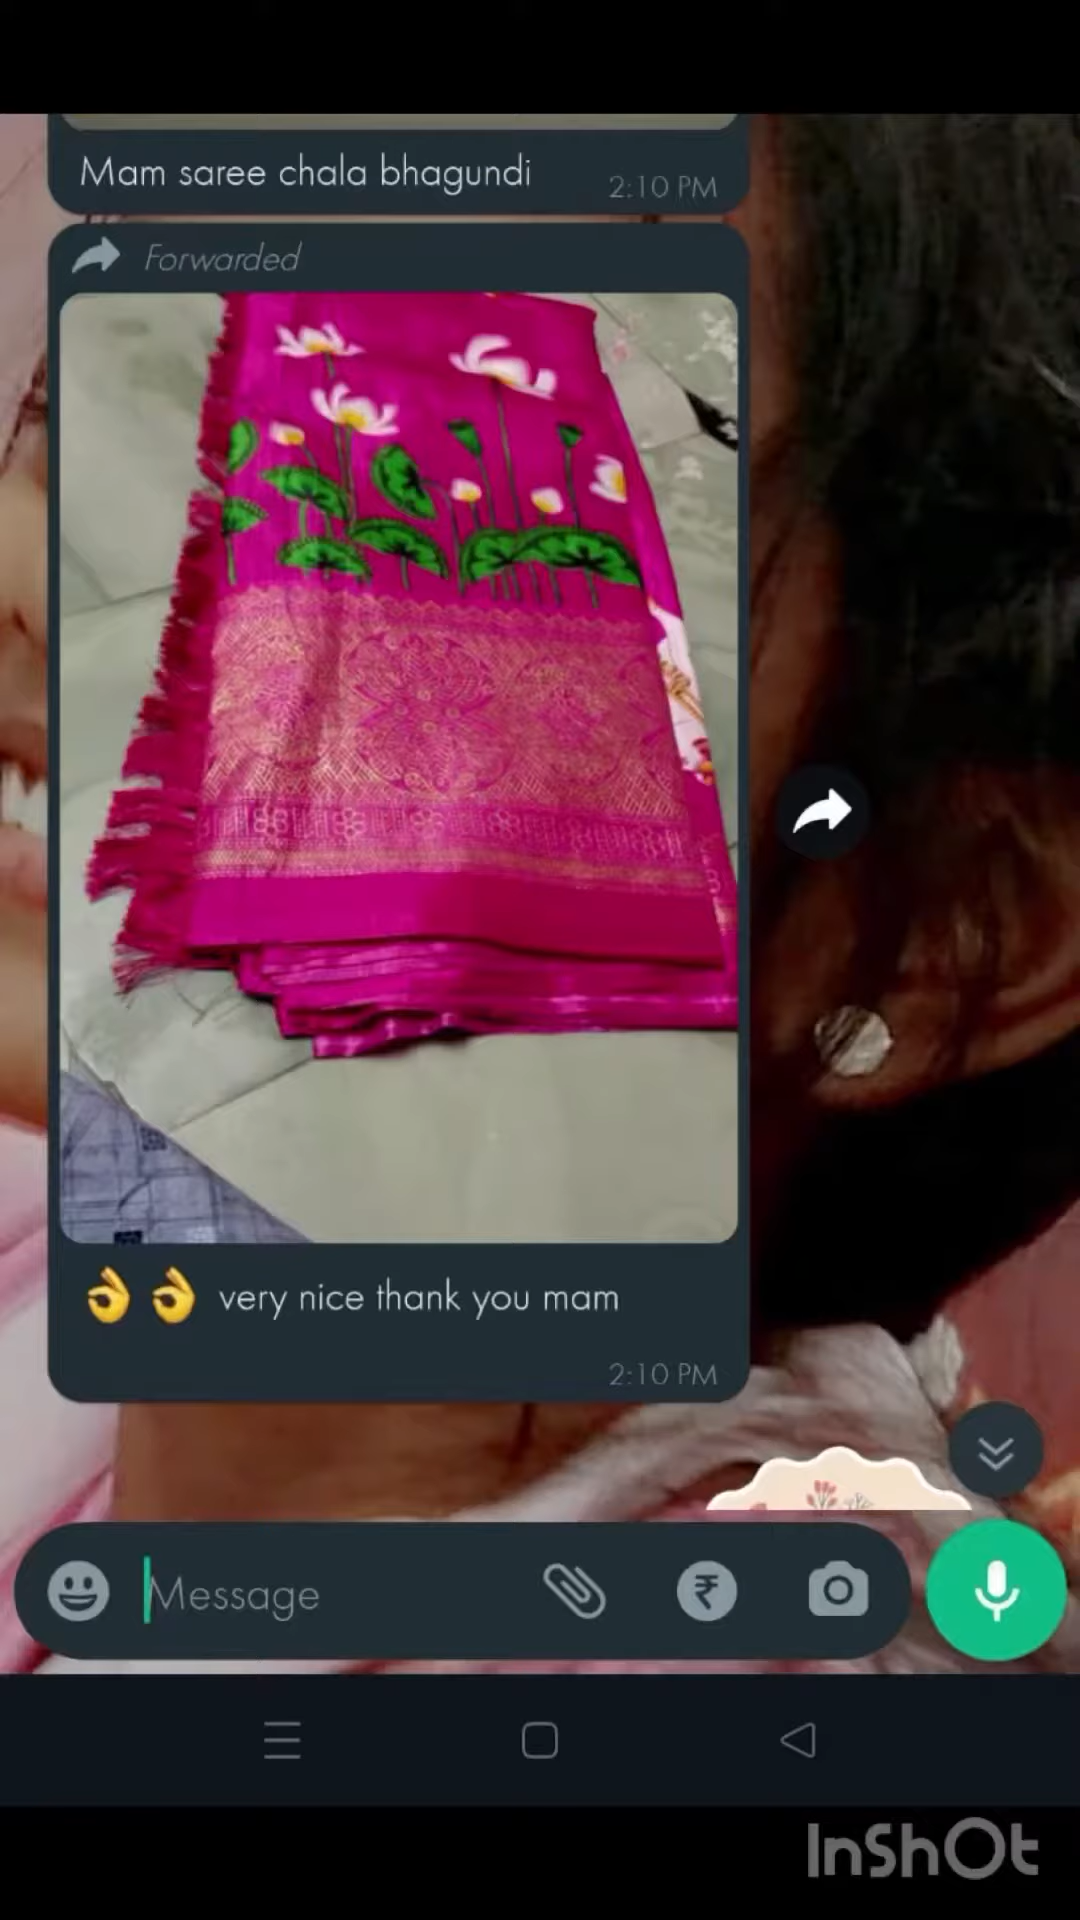 Mam saree chala bhagundi
2:10 PM
Forwarded
👌 👌 very nice thank you mam
2:10 PM
Message
InShOt